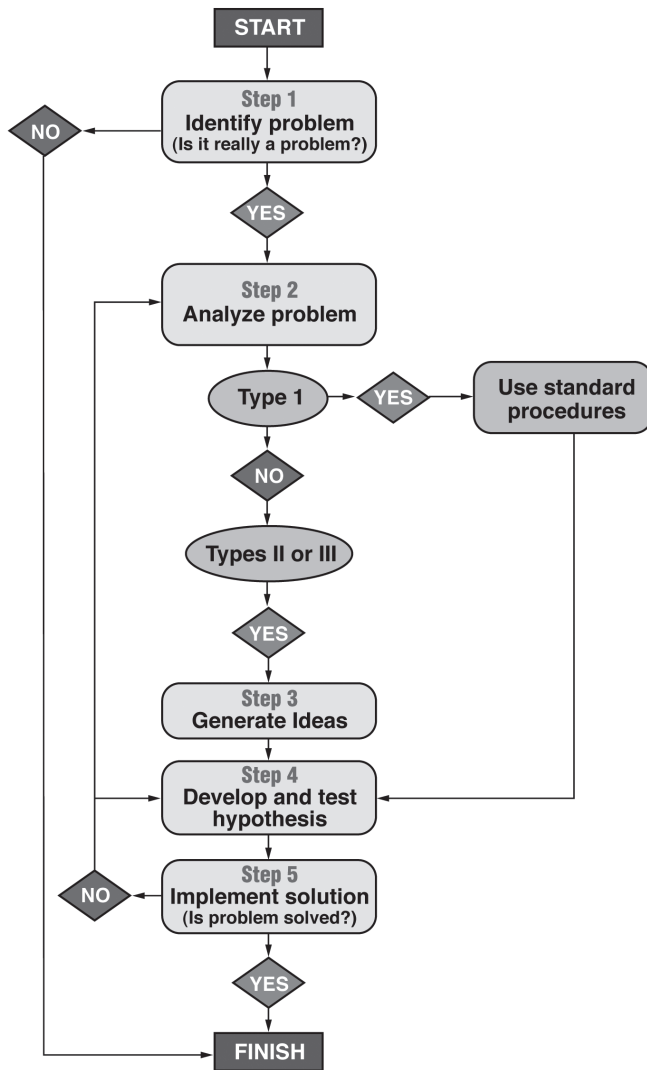 START
Step 1
Identify problem
(Is it really a problem?)
NO
YES
Step 2
Analyze problem
Type 1
YES
Use standard
procedures
NO
Types II or III
YES
Step 3
Generate Ideas
Step 4
Develop and test
hypothesis
Step 5
Implement solution
(Is problem solved?)
NO
YES
FINISH